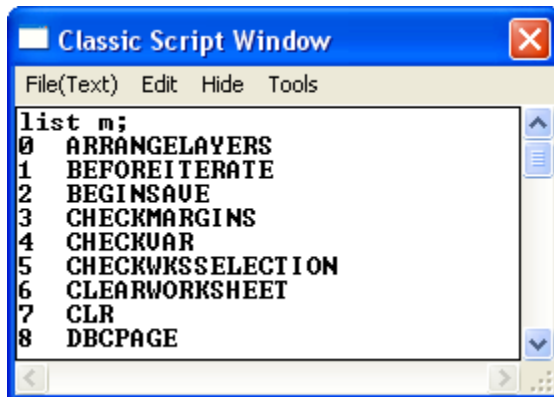 Classic Script Window
File(Text) Edit Hide Tools
list m;
0 ARRANGELAYERS
1 BEFOREITERATE
2 BEGINSAVE
3 CHECKMARGINS
4 CHECKVAR
5 CHECKWKSSELECTION
6 CLEARWORKSHEET
7 CLR
8 DBCPAGE